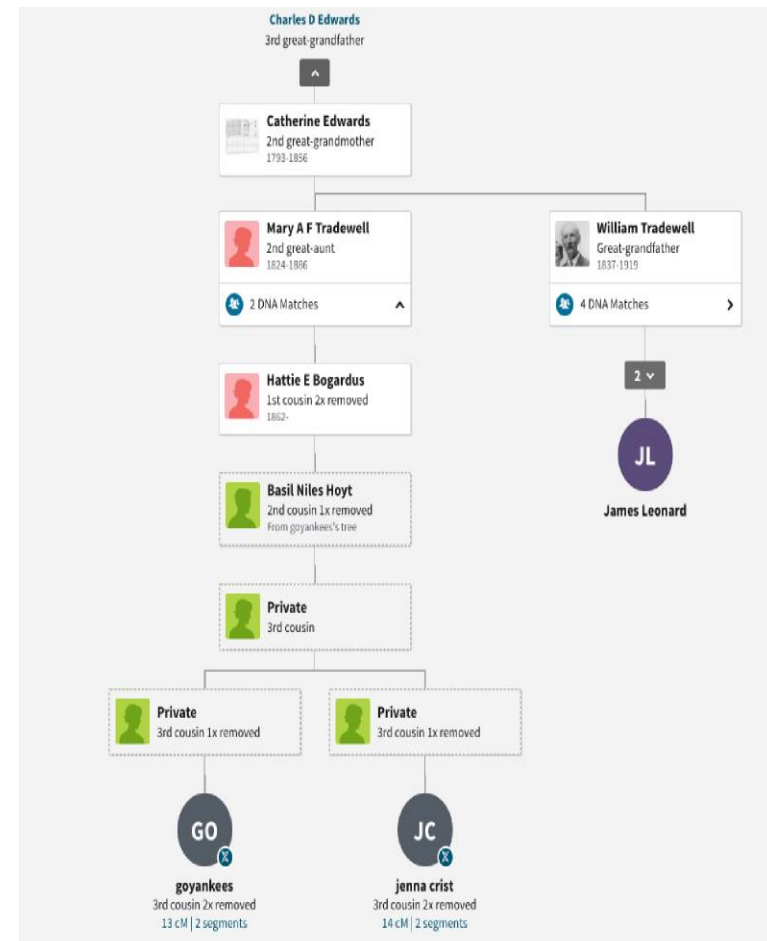 Charles D Edwards
3rd great-grandfather
Catherine Edwards
2nd great-grandmother
1793-1856
Mary A F Tradewell
2nd great-aunt
1824-1886
2 DNA Matches
William Tradewell
Great-grandfather
1837-1919
4 DNA Matches
Hattie E Bogardus
1st cousin 2x removed
1862-
2
JL
James Leonard
Basil Niles Hoyt
2nd cousin 1x removed
From goyankees's tree
Private
3rd cousin
Private
3rd cousin 1x removed
Private
3rd cousin 1x removed
GO
goyankees
3rd cousin 2x removed
13 cM | 2 segments
JC
jenna crist
3rd cousin 2x removed
14 cM | 2 segments